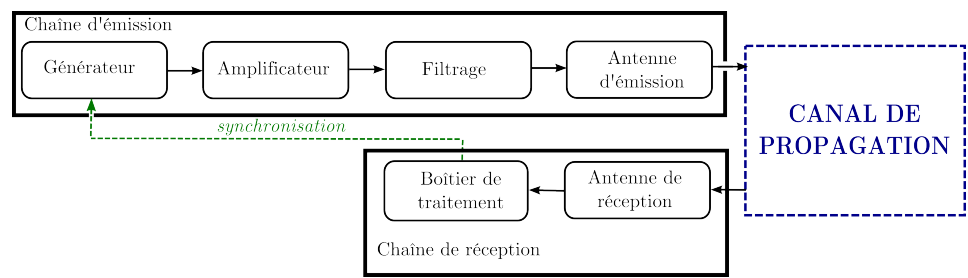 Chaîne d'émission
Générateur
Amplificateur
Filtrage
Antenne
d'émission
CANAL DE
PROPAGATION
synchronisation
Boîtier de
traitement
Antenne de
réception
Chaîne de réception